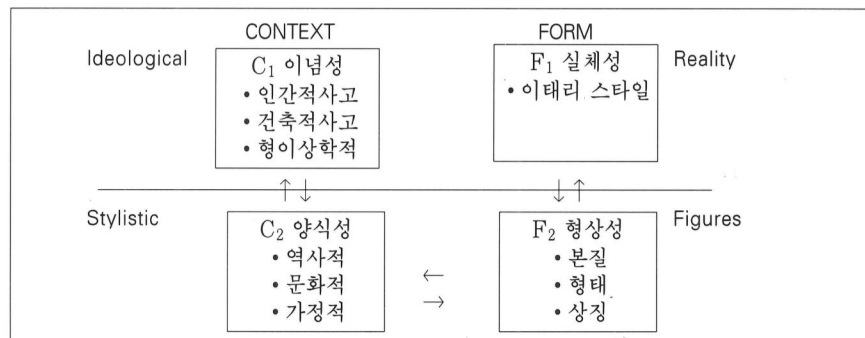 CONTEXT FORM
Ideological C₁ 이념성 F₁ 실체성 Reality
• 인간적사고 • 이태리 스타일
• 건축적사고
• 형이상학적
↑ ↓ ↓ ↑
Stylistic C₂ 양식성 F₂ 형상성 Figures
• 역사적 • 본질
• 문화적 ← • 형태
• 가정적 → • 상징